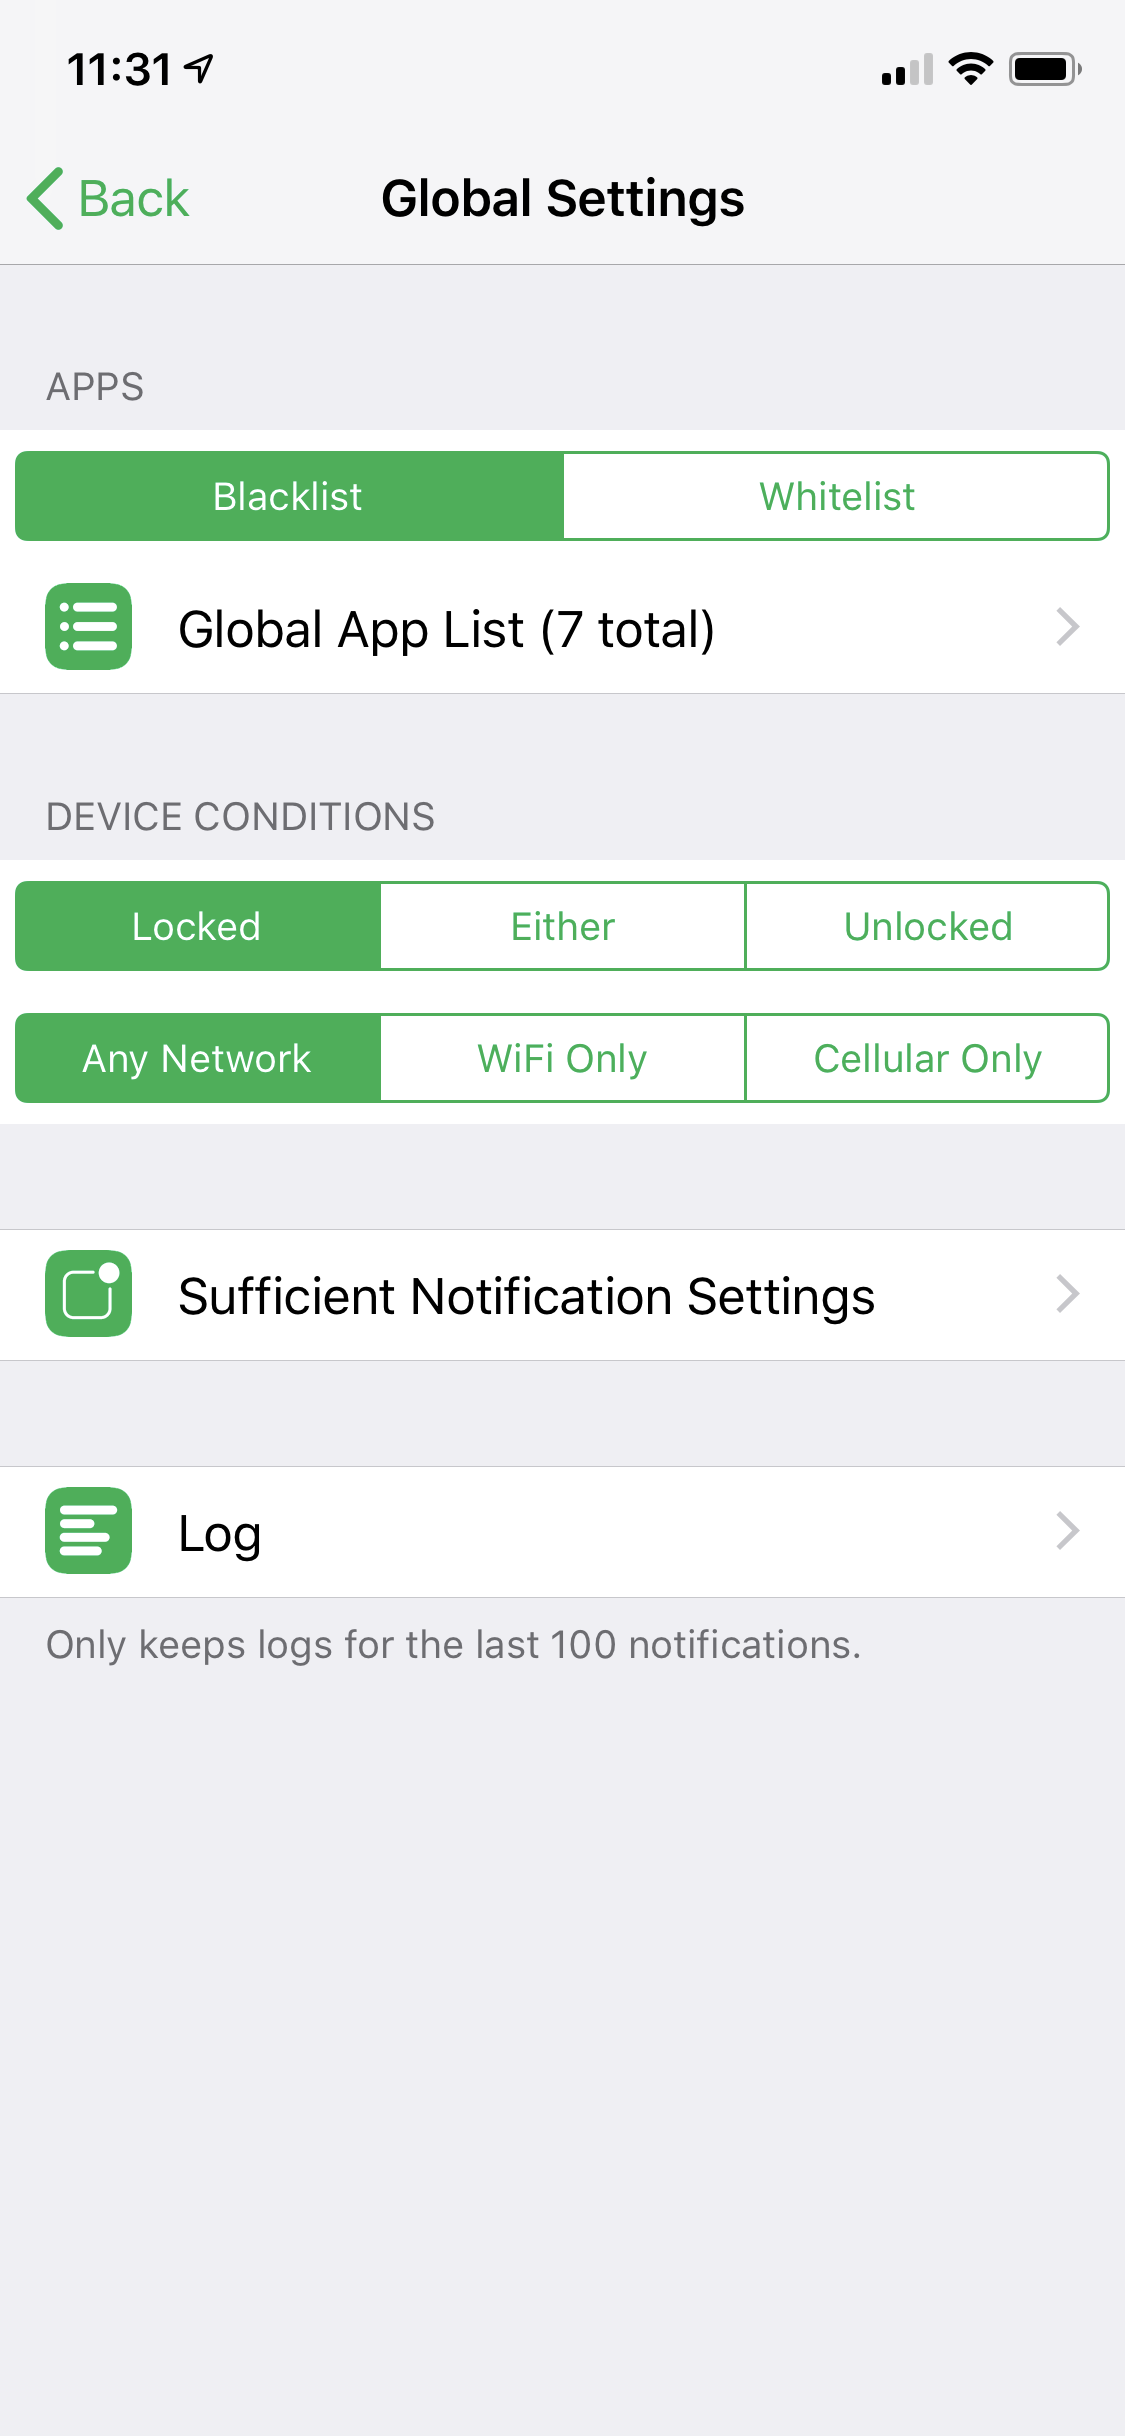 11:31
Back
Global Settings
APPS
Blacklist
Whitelist
Global App List (7 total)
DEVICE CONDITIONS
Locked
Either
Unlocked
Any Network
WiFi Only
Cellular Only
Sufficient Notification Settings
Log
Only keeps logs for the last 100 notifications.